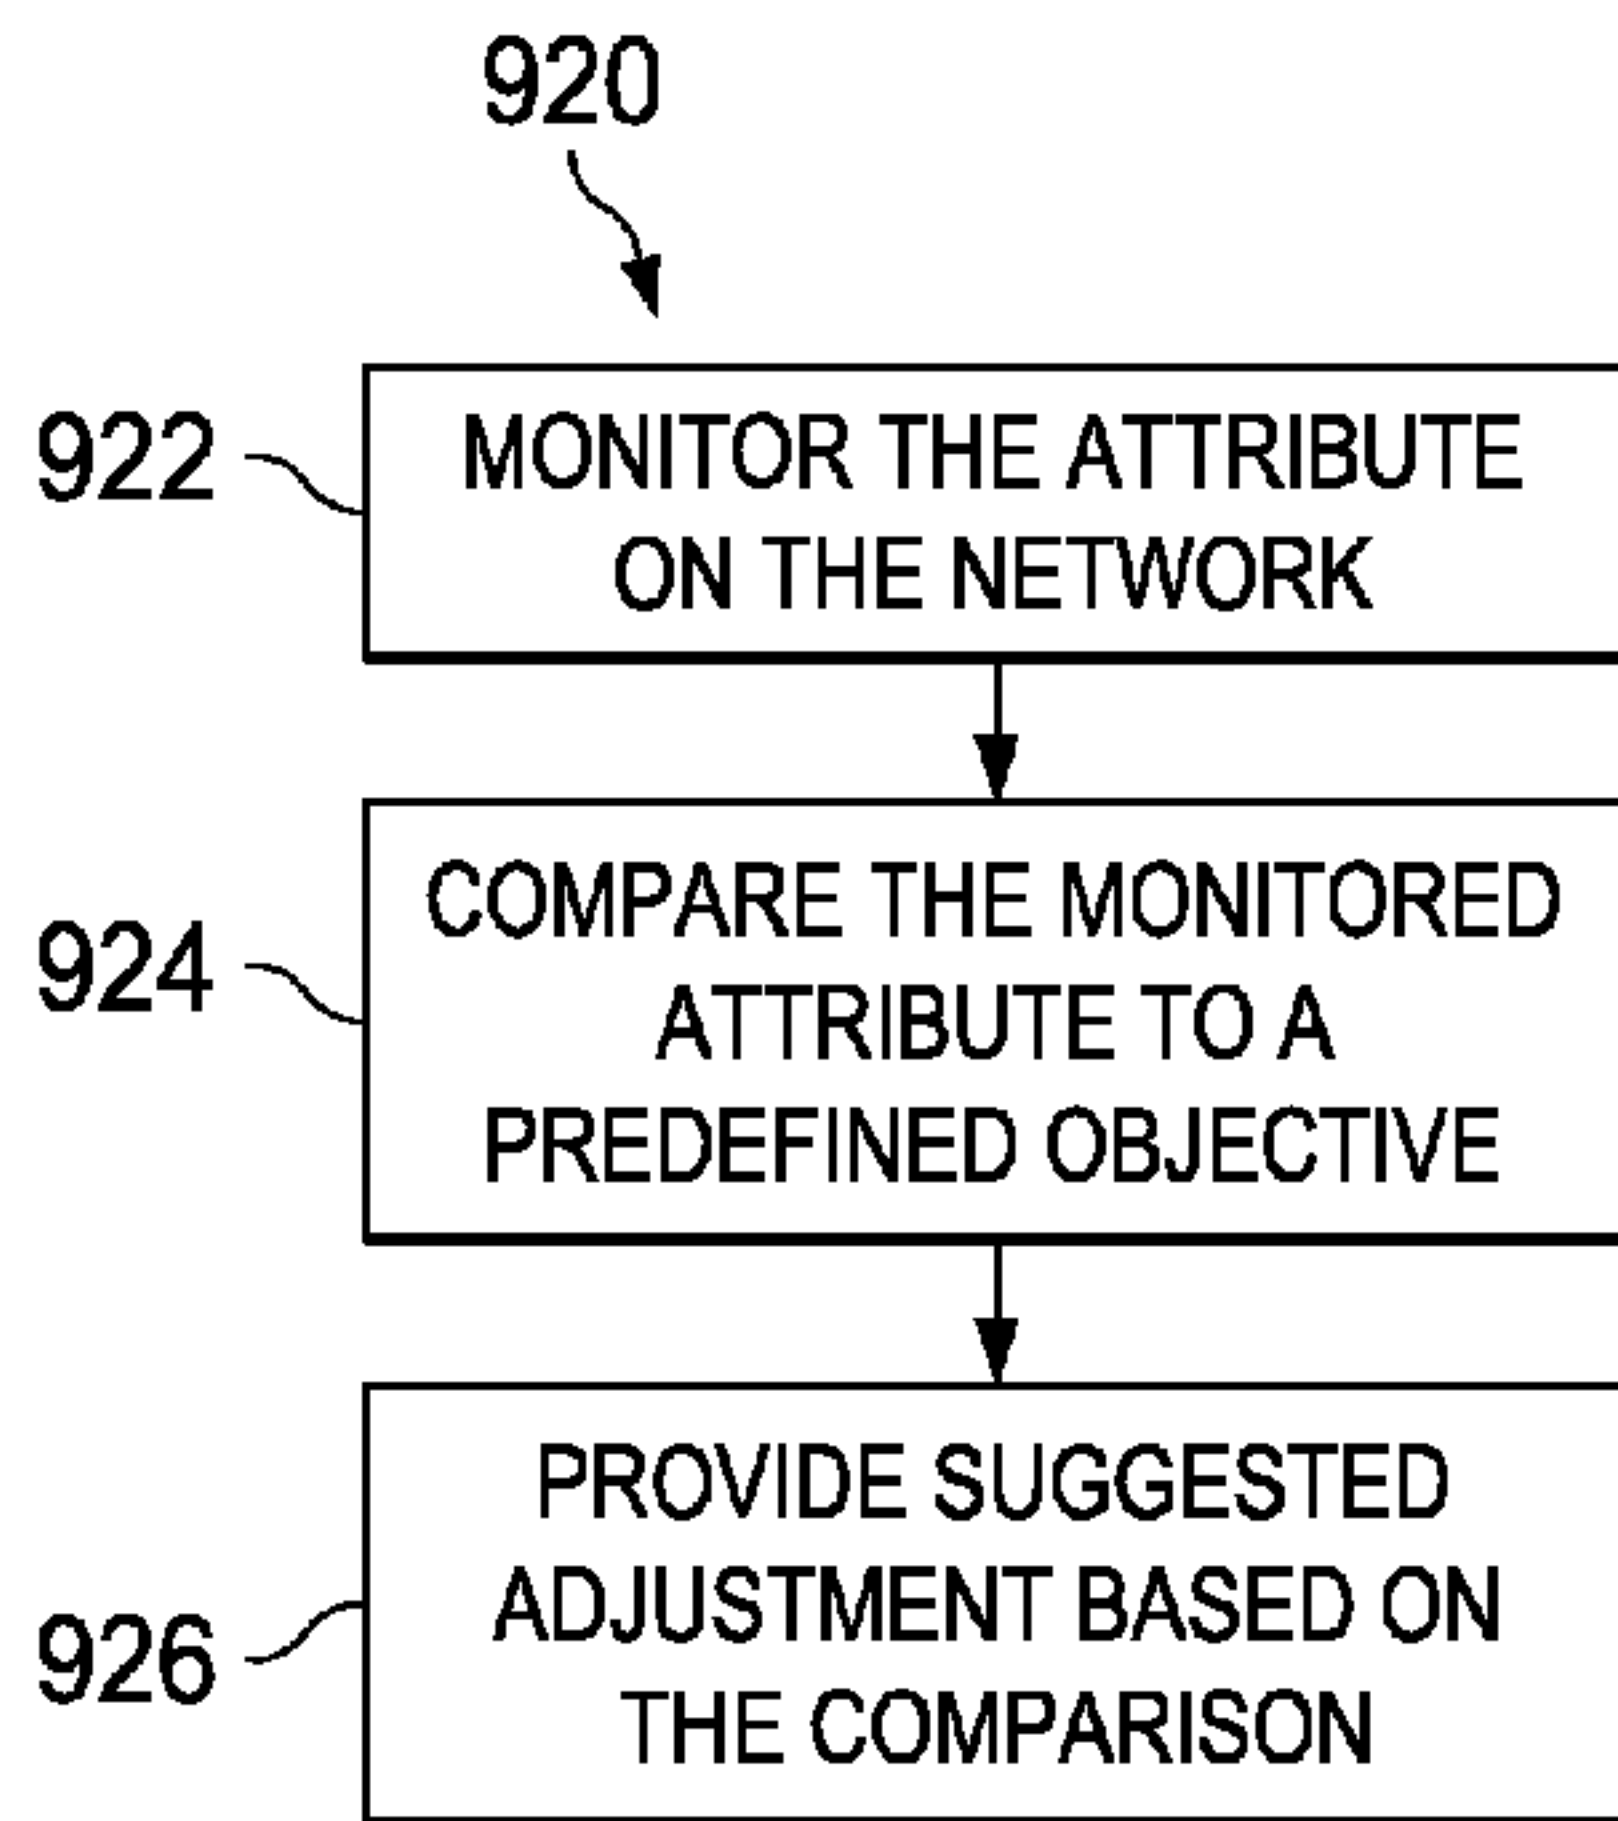 920
922
MONITOR THE ATTRIBUTE
ON THE NETWORK
924
COMPARE THE MONITORED
ATTRIBUTE TO A
PREDEFINED OBJECTIVE
926
PROVIDE SUGGESTED
ADJUSTMENT BASED ON
THE COMPARISON